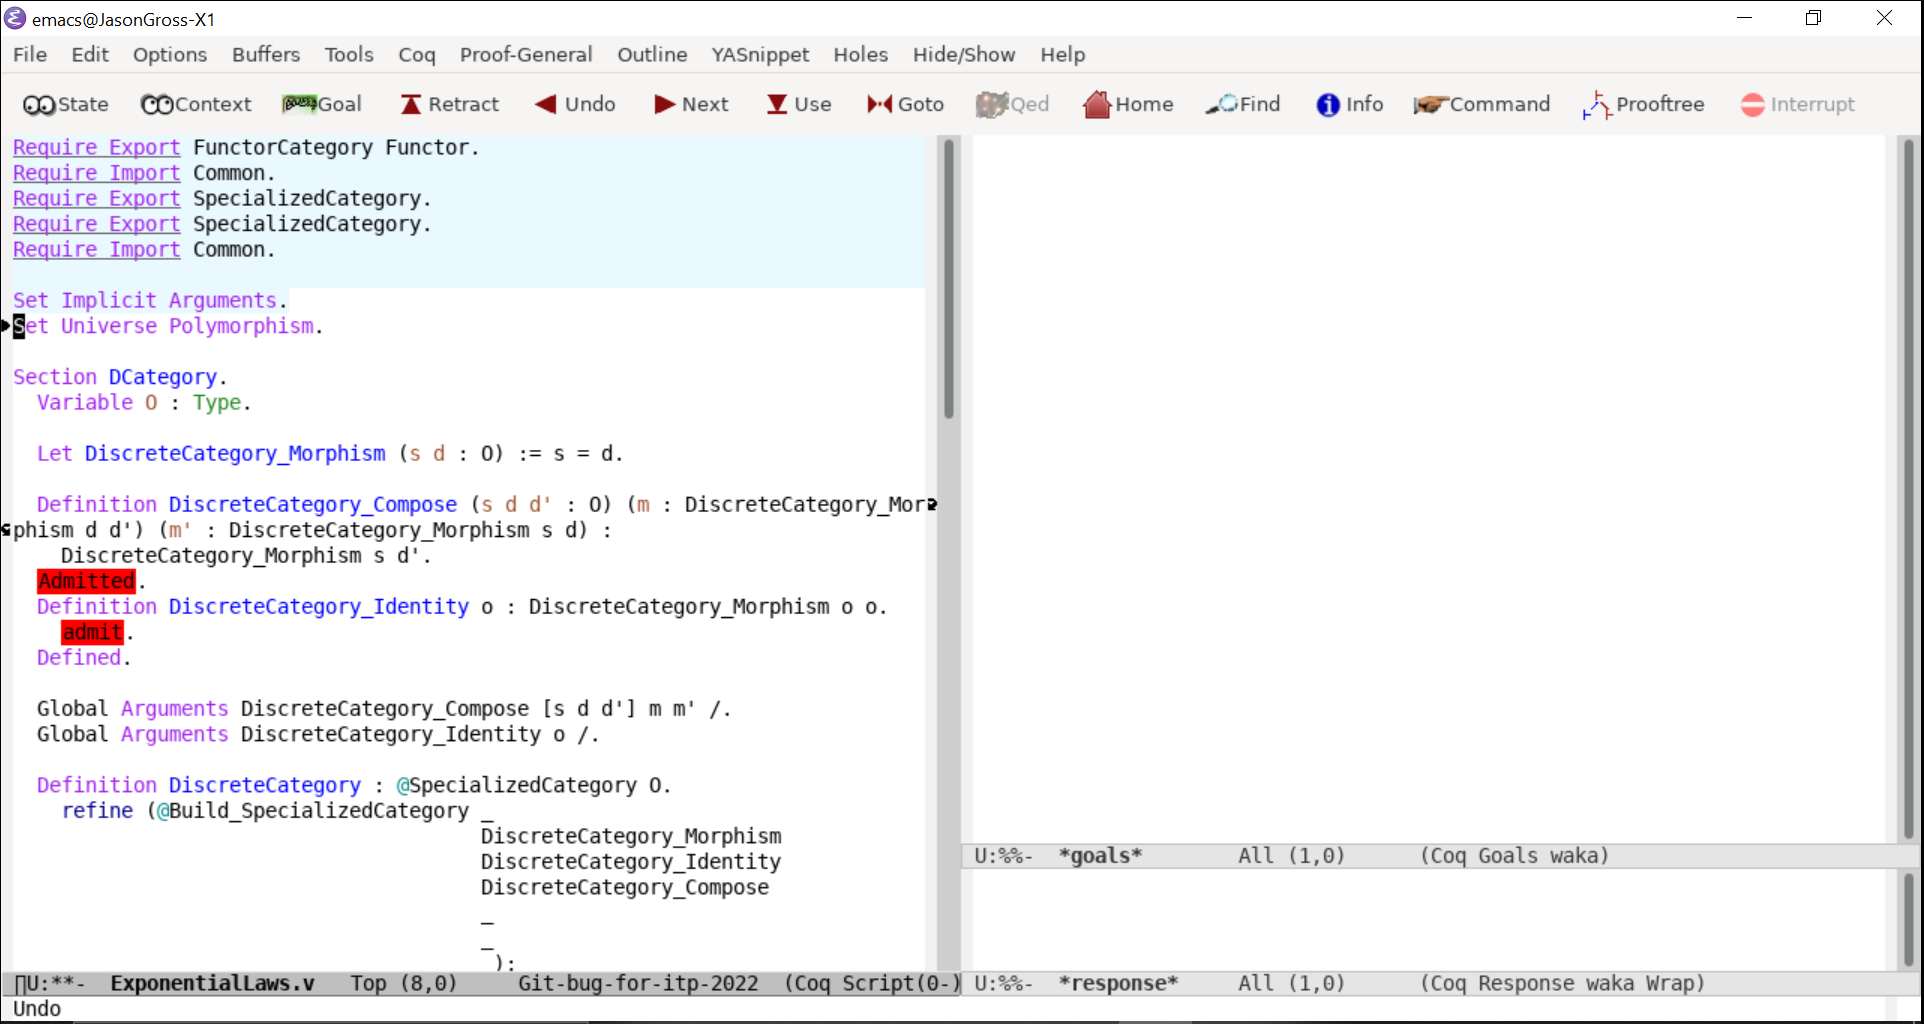 emacs@JasonGross-X1
File Edit Options Buffers Tools Coq Proof-General Outline YASnippet Holes Hide/Show Help
State Context Goal Retract Undo Next Use Goto Qed Home Find Info Command Prooftree Interrupt
Require Export FunctorCategory Functor.
Require Import Common.
Require Export SpecializedCategory.
Require Export SpecializedCategory.
Require Import Common.
Set Implicit Arguments.
Set Universe Polymorphism.
Section DCategory.
Variable O : Type.
Let DiscreteCategory_Morphism (s d : O) := s = d.
Definition DiscreteCategory_Compose (s d d' : O) (m : DiscreteCategory_Mor
phism d d') (m' : DiscreteCategory_Morphism s d) :
DiscreteCategory_Morphism s d'.
Admitted.
Definition DiscreteCategory_Identity o : DiscreteCategory_Morphism o o.
admit.
Defined.
Global Arguments DiscreteCategory_Compose [s d d'] m m' /.
Global Arguments DiscreteCategory_Identity o /.
Definition DiscreteCategory : @SpecializedCategory O.
refine (@Build_SpecializedCategory _
DiscreteCategory_Morphism
DiscreteCategory_Identity
DiscreteCategory_Compose
_
_
);
U:**- ExponentialLaws.v Top (8,0) Git-bug-for-itp-2022 (Coq Script(0-)
Undo
U:%%- *goals* All (1,0) (Coq Goals waka)
U:%%- *response* All (1,0) (Coq Response waka Wrap)